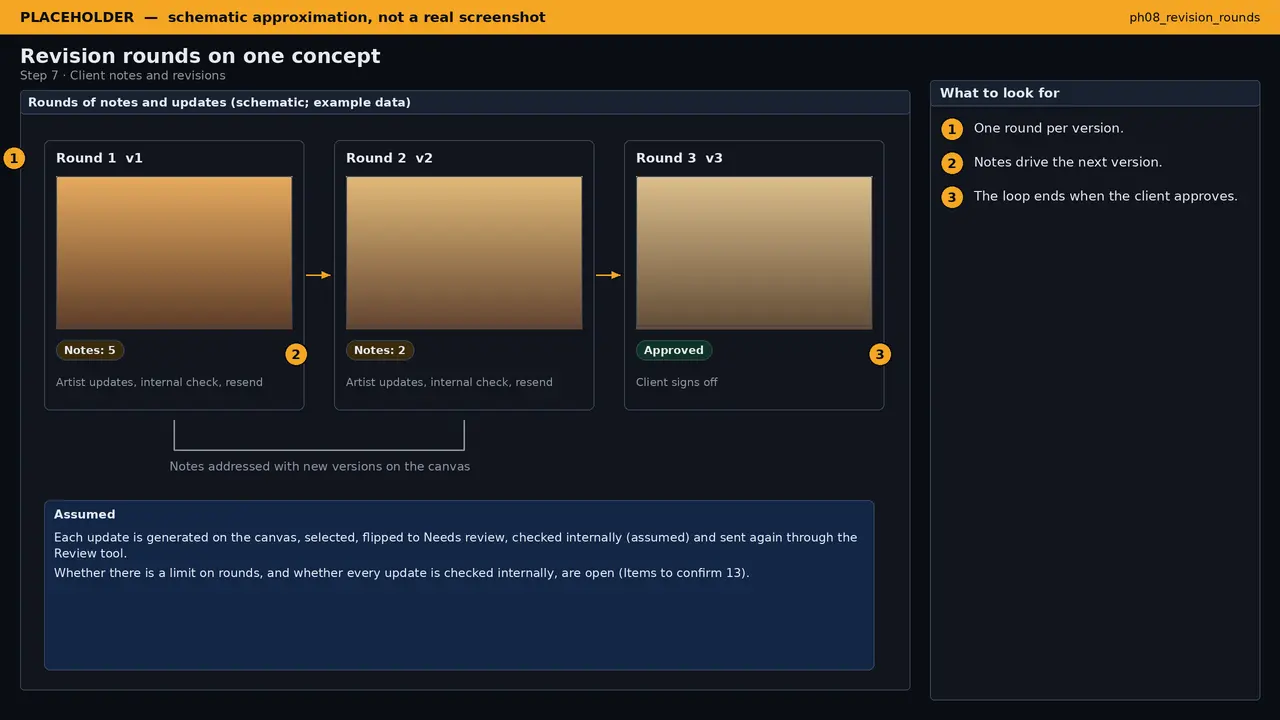 PLACEHOLDER — schematic approximation, not a real screenshot
ph08_revision_rounds
Revision rounds on one concept
Step 7 · Client notes and revisions
Rounds of notes and updates (schematic; example data)
1
Round 1 v1
Notes: 5
2
Artist updates, internal check, resend
Round 2 v2
Notes: 2
Artist updates, internal check, resend
Round 3 v3
Approved
3
Client signs off
Notes addressed with new versions on the canvas
Assumed
Each update is generated on the canvas, selected, flipped to Needs review, checked internally (assumed) and sent again through the
Review tool.
Whether there is a limit on rounds, and whether every update is checked internally, are open (Items to confirm 13).
What to look for
1 One round per version.
2 Notes drive the next version.
3 The loop ends when the client approves.